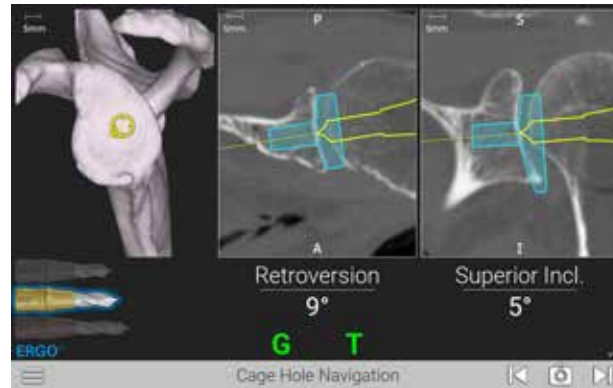 5mm
P
5mm
S
5mm
A
I
Retroversion
Superior Incl.
9°
5°
G T
ERGO
Cage Hole Navigation